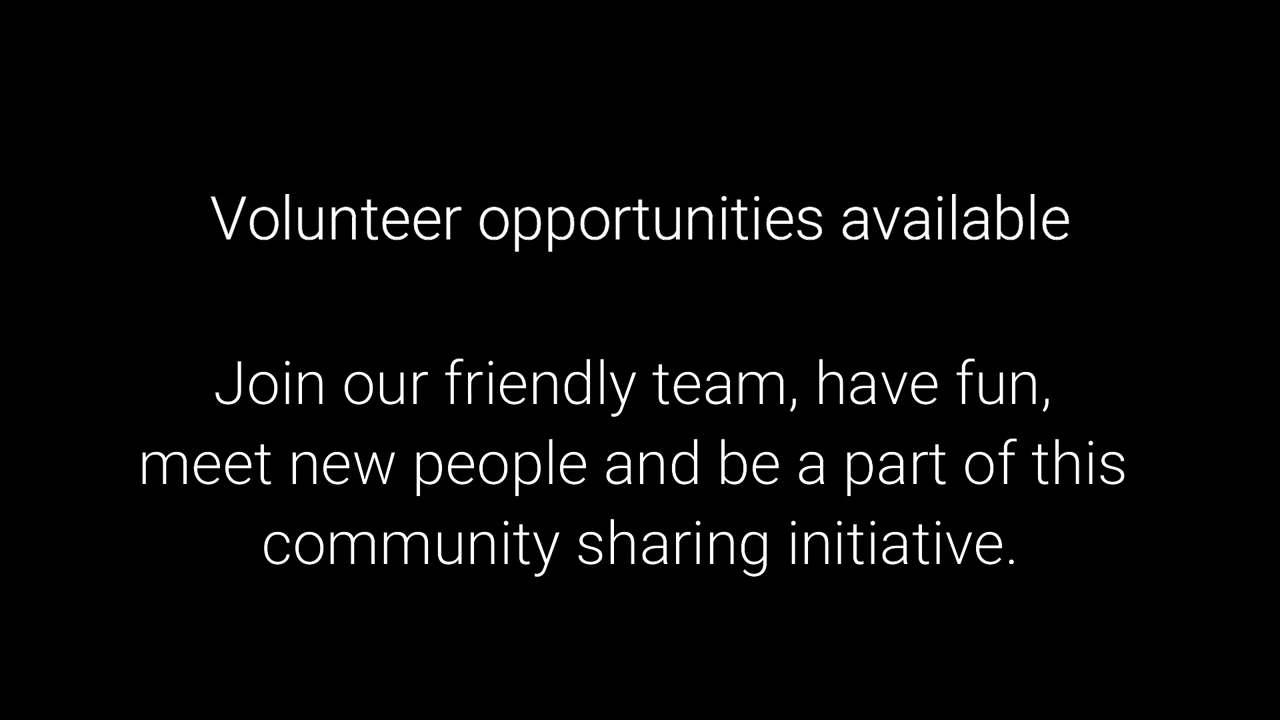 Volunteer opportunities available
Join our friendly team, have fun,
meet new people and be a part of this
community sharing initiative.